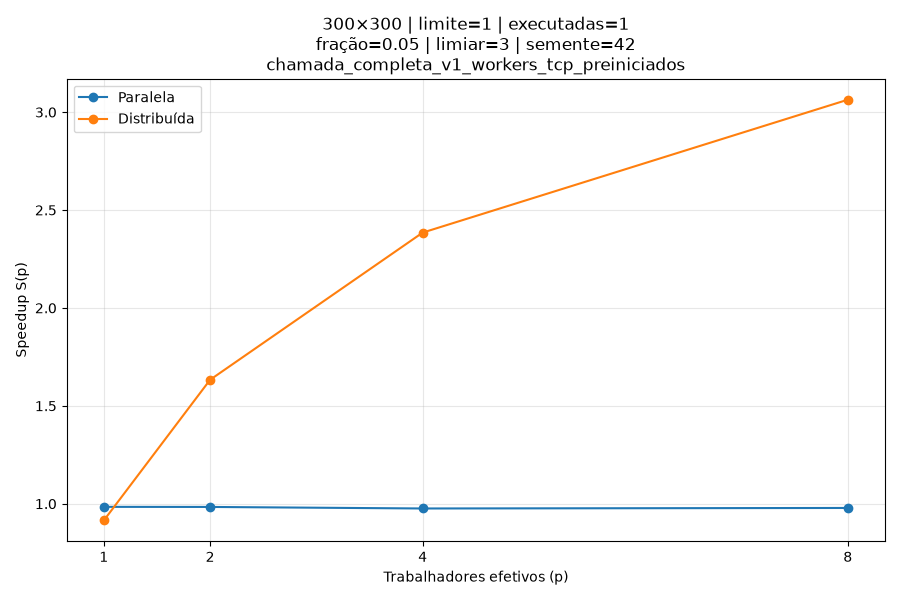 300×300 | limite=1 | executadas=1
fração=0.05 | limiar=3 | semente=42
chamada_completa_v1_workers_tcp_preiniciados
Paralela
Distribuída
3.0
2.5
2.0
1.5
1.0
Speedup S(p)
1 2 4 8
Trabalhadores efetivos (p)